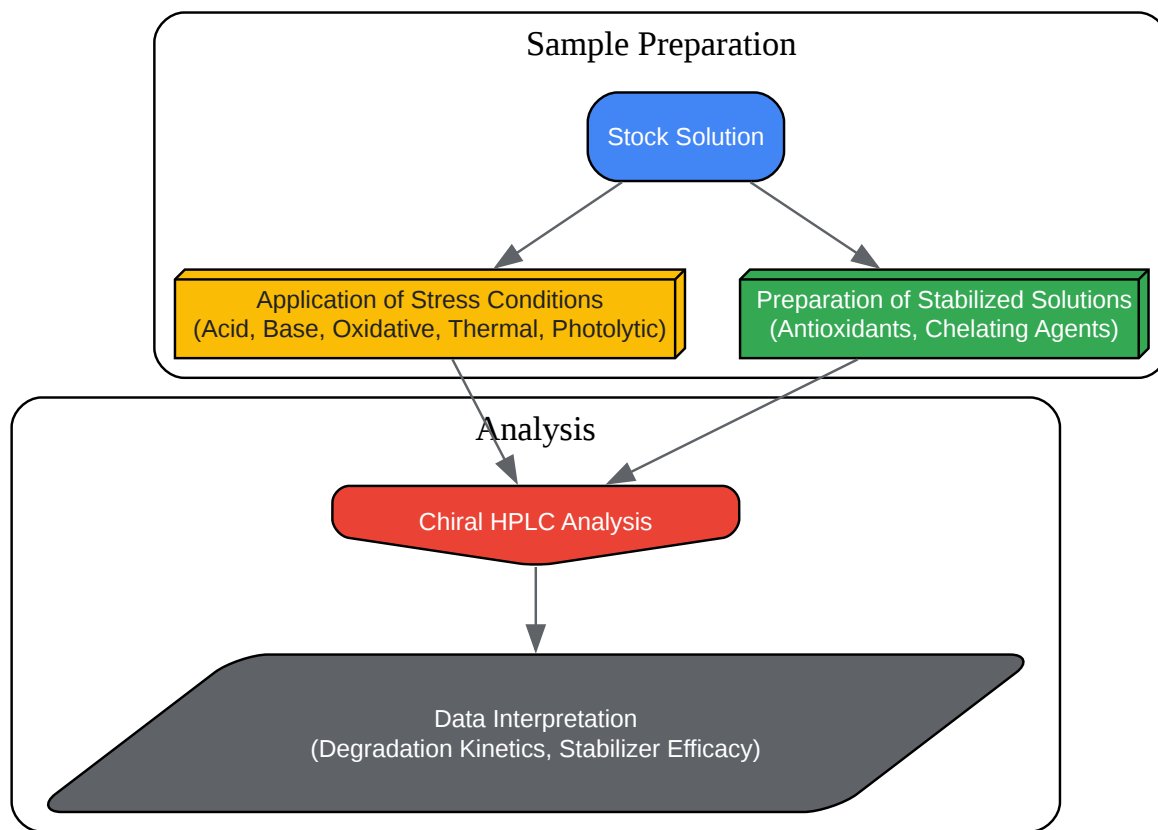 Sample Preparation
Stock Solution
Application of Stress Conditions
(Acid, Base, Oxidative, Thermal, Photolytic)
Preparation of Stabilized Solutions
(Antioxidants, Chelating Agents)
Analysis
Chiral HPLC Analysis
Data Interpretation
(Degradation Kinetics, Stabilizer Efficacy)